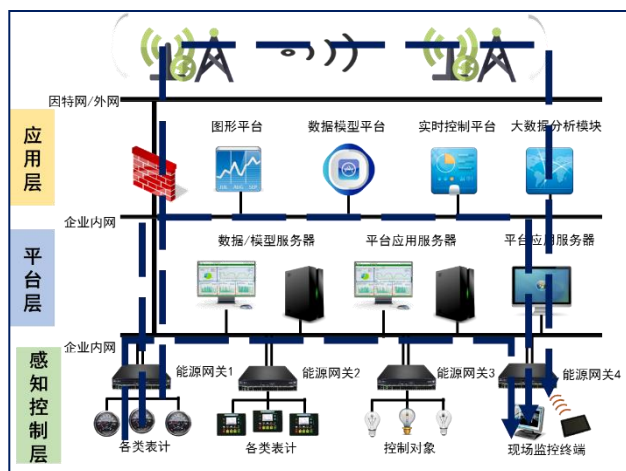 因特网/外网
应用层
图形平台
数据模型平台
实时控制平台
大数据分析模块
企业内网
平台层
数据/模型服务器
平台应用服务器
平台应用服务器
企业内网
感知控制层
能源网关1
能源网关2
能源网关3
能源网关4
各类表计
各类表计
控制对象
现场监控终端